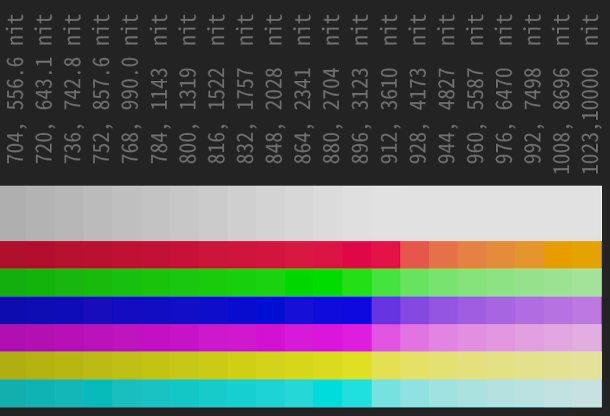 704, 556.6 nit
720, 643.1 nit
736, 742.8 nit
752, 857.6 nit
768, 990.0 nit
784, 1143 nit
800, 1319 nit
816, 1522 nit
832, 1757 nit
848, 2028 nit
864, 2341 nit
880, 2704 nit
896, 3123 nit
912, 3610 nit
928, 4173 nit
944, 4827 nit
960, 5587 nit
976, 6470 nit
992, 7498 nit
1008, 8696 nit
1023,10000 nit